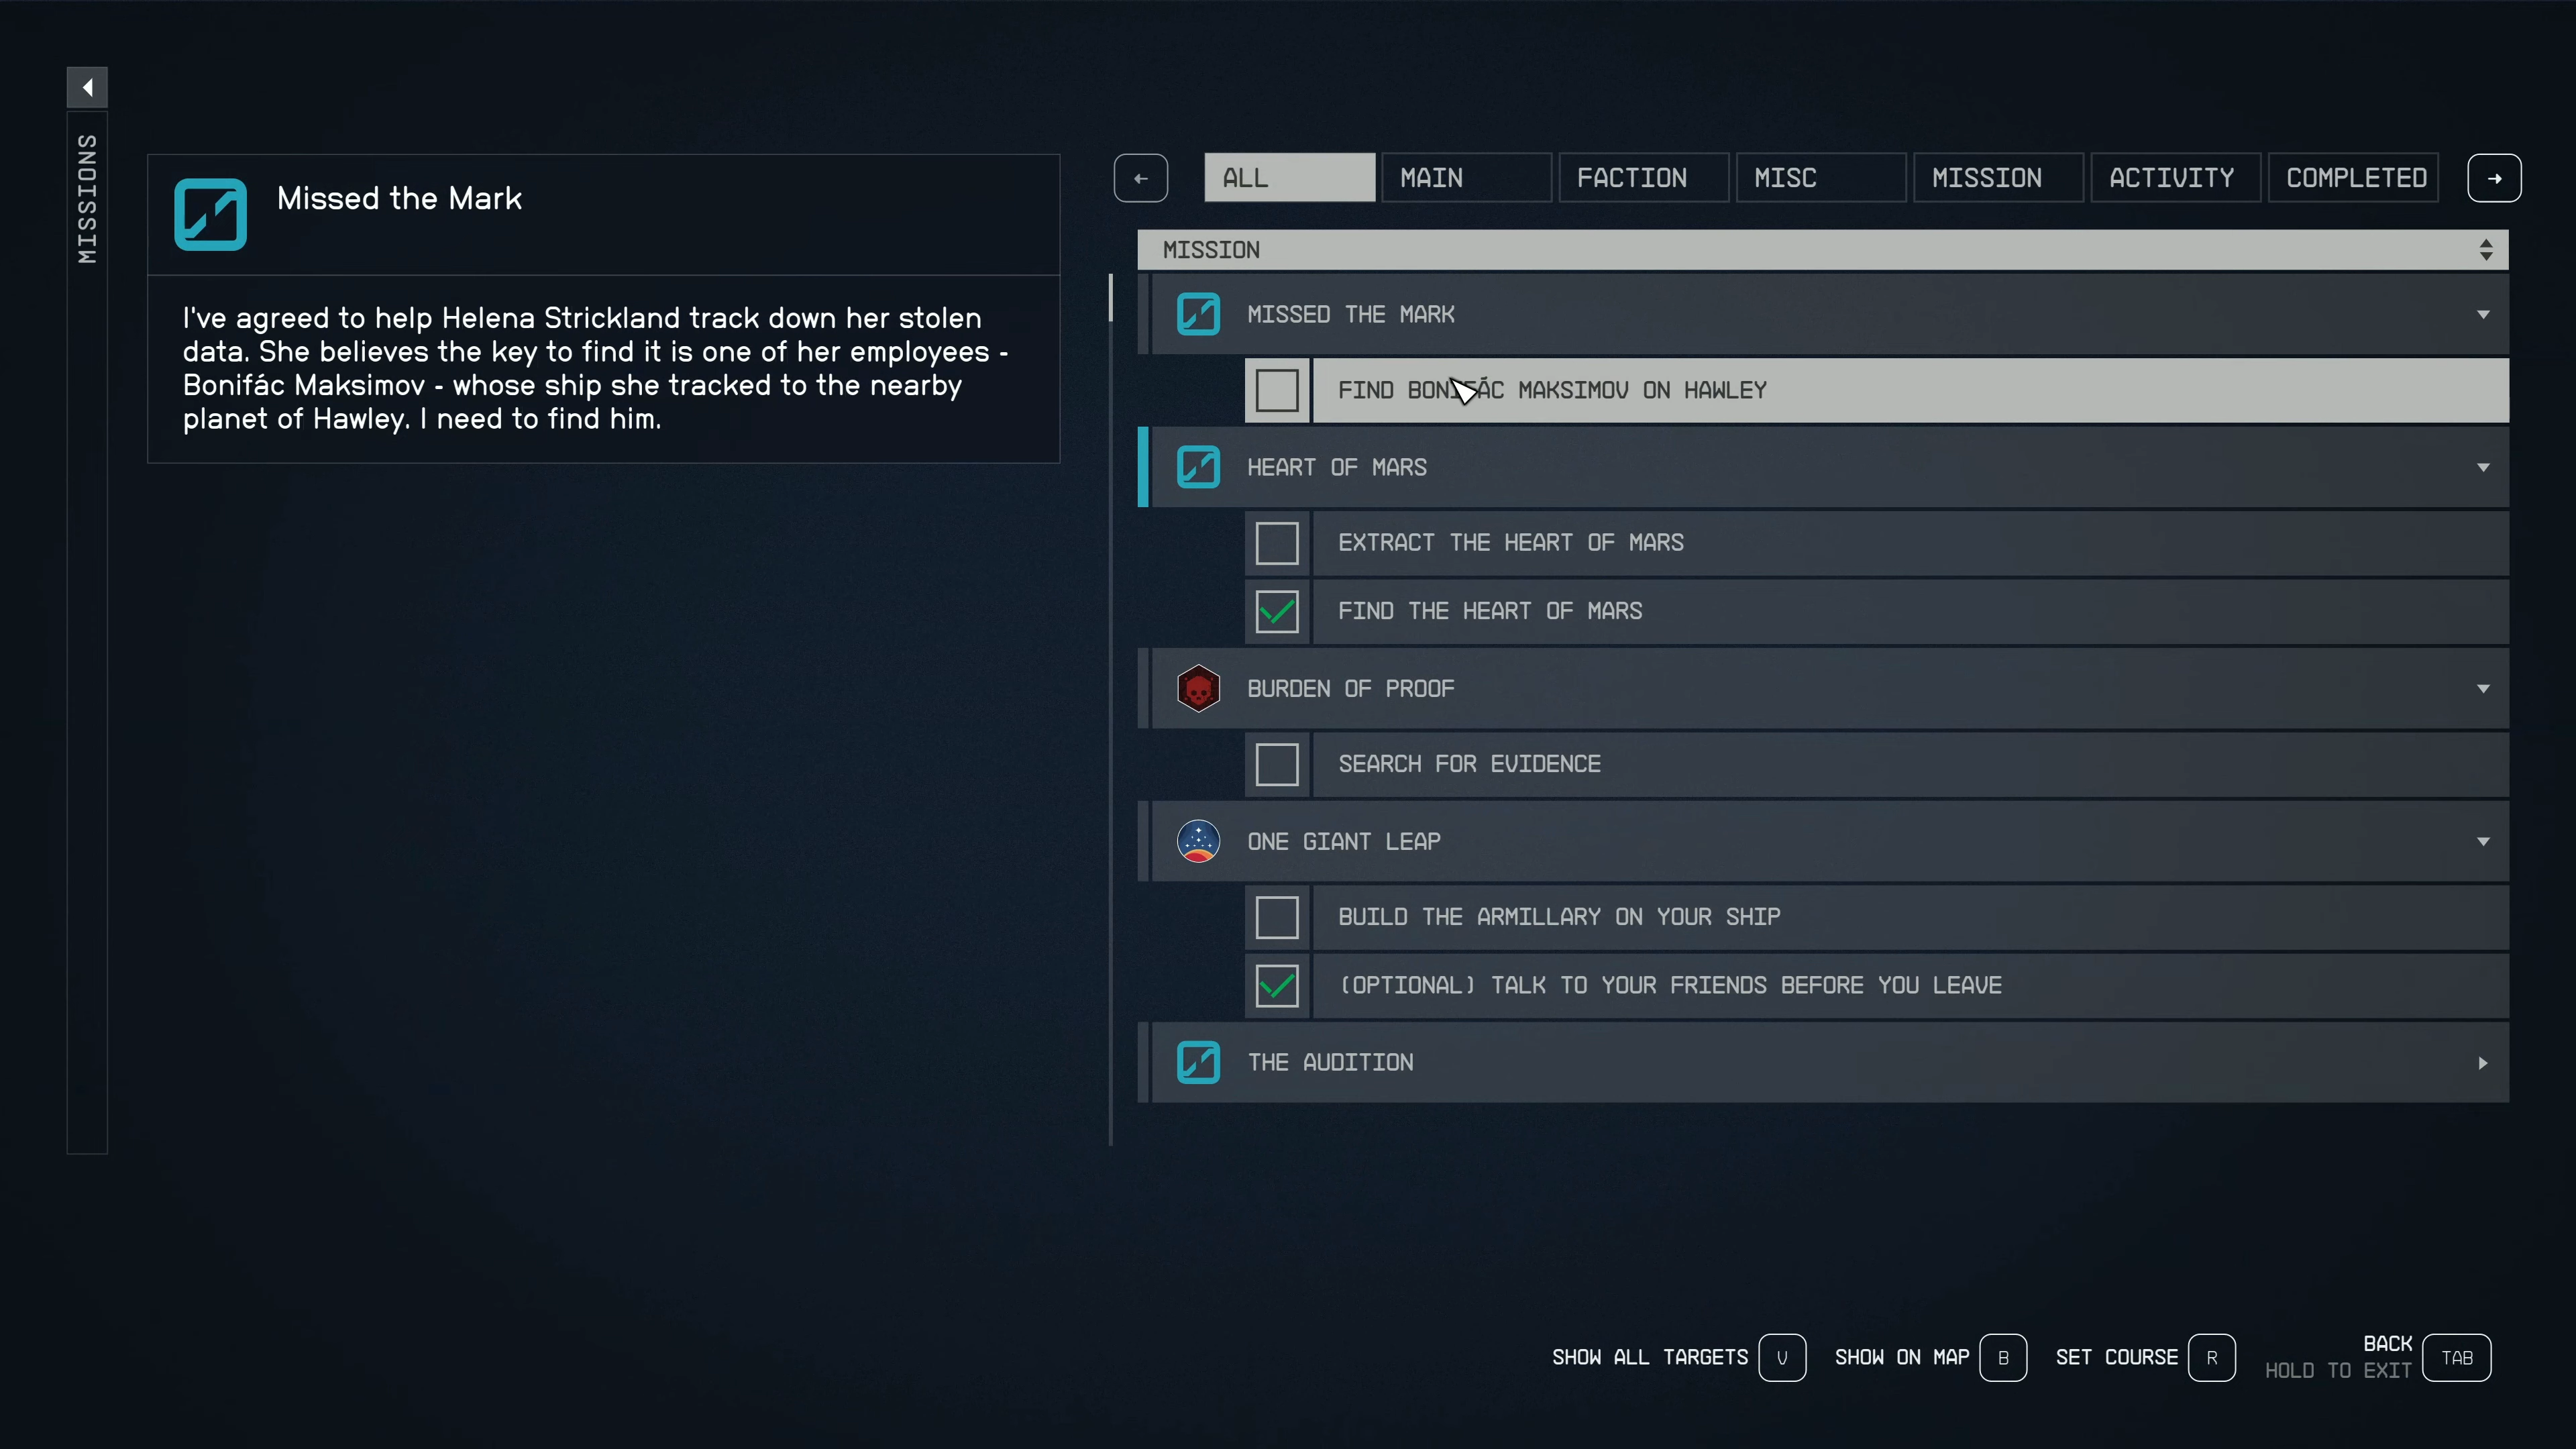 MISSIONS
Missed the Mark
I've agreed to help Helena Strickland track down her stolen
data. She believes the key to find it is one of her employees -
Bonifác Maksimov - whose ship she tracked to the nearby
planet of Hawley. I need to find him.
ALL
MAIN
FACTION
MISC
MISSION
ACTIVITY
COMPLETED
MISSION
MISSED THE MARK
FIND BONIFÁC MAKSIMOV ON HAWLEY
HEART OF MARS
EXTRACT THE HEART OF MARS
FIND THE HEART OF MARS
BURDEN OF PROOF
SEARCH FOR EVIDENCE
ONE GIANT LEAP
BUILD THE ARMILLARY ON YOUR SHIP
(OPTIONAL) TALK TO YOUR FRIENDS BEFORE YOU LEAVE
THE AUDITION
SHOW ALL TARGETS V
SHOW ON MAP B
SET COURSE R
BACK
HOLD TO EXIT
TAB